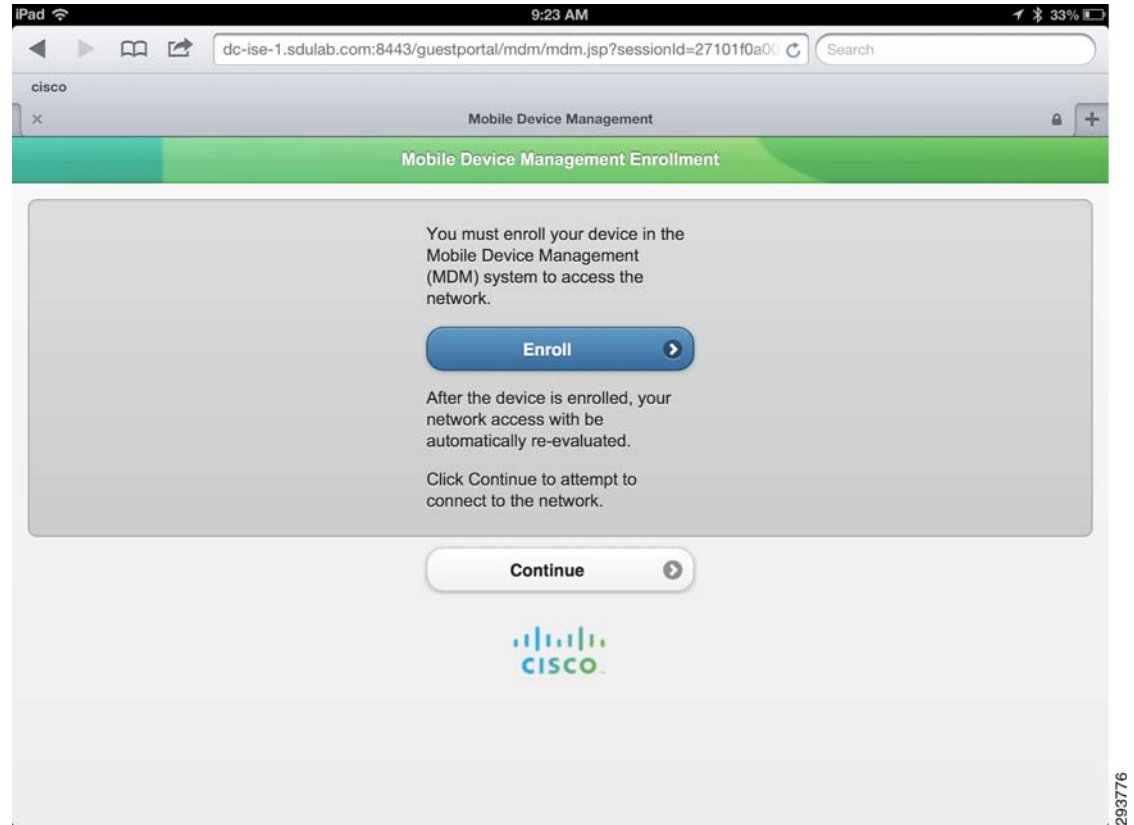 iPad
9:23 AM
33%
dc-ise-1.sdulab.com:8443/guestportal/mdm/mdm.jsp?sessionId=27101f0a00
Search
cisco
Mobile Device Management
Mobile Device Management Enrollment
You must enroll your device in the
Mobile Device Management
(MDM) system to access the
network.
Enroll
After the device is enrolled, your
network access with be
automatically re-evaluated.
Click Continue to attempt to
connect to the network.
Continue
CISCO
293776